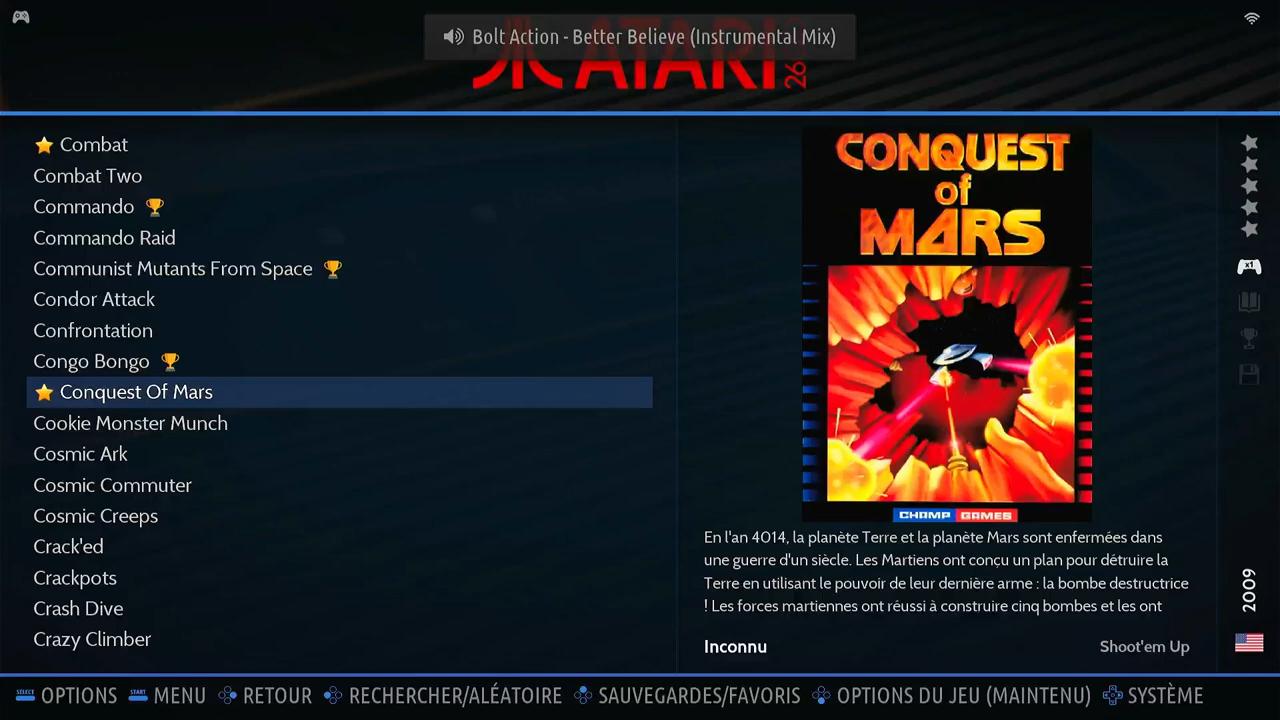 Bolt Action - Better Believe (Instrumental Mix)
ATARI
26
Combat
Combat Two
Commando
Commando Raid
Communist Mutants From Space
Condor Attack
Confrontation
Congo Bongo
Conquest Of Mars
Cookie Monster Munch
Cosmic Ark
Cosmic Commuter
Cosmic Creeps
Crack'ed
Crackpots
Crash Dive
Crazy Climber
CONQUEST
of
MARS
CHAMP GAMES
En l'an 4014, la planète Terre et la planète Mars sont enfermées dans
une guerre d'un siècle. Les Martiens ont conçu un plan pour détruire la
Terre en utilisant le pouvoir de leur dernière arme : la bombe destructrice
! Les forces martiennes ont réussi à construire cinq bombes et les ont
Inconnu
Shoot'em Up
x1
2009
SELECT OPTIONS START MENU RETOUR RECHERCHER/ALÉATOIRE SAUVEGARDES/FAVORIS OPTIONS DU JEU (MAINTENU) SYSTÈME